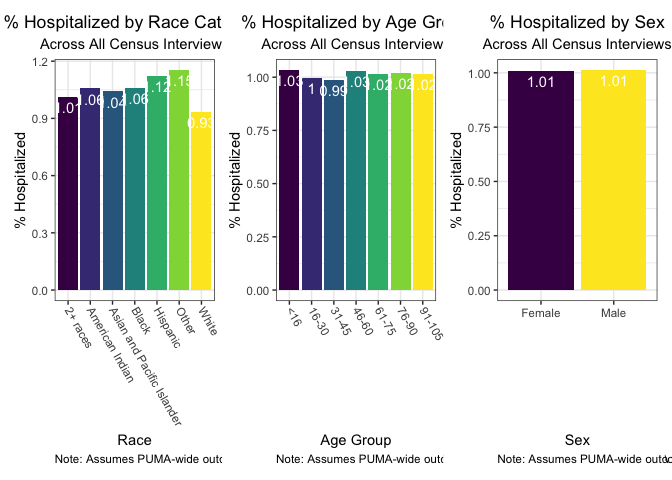 % Hospitalized by Race Cat
Across All Census Interview
% Hospitalized
1.2
0.9
0.6
0.3
0.0
1.01
1.06
1.04
1.06
1.12
1.15
0.93
2+ races
American Indian
Asian and Pacific Islander
Black
Hispanic
Other
White
Race
Note: Assumes PUMA-wide outc
% Hospitalized by Age Gr
Across All Census Interview
% Hospitalized
1.00
0.75
0.50
0.25
0.00
1.03
1
0.99
1.03
1.02
1.02
1.02
<16
16-30
31-45
46-60
61-75
76-90
91-105
Age Group
Note: Assumes PUMA-wide outc
% Hospitalized by Sex
Across All Census Interviews
% Hospitalized
1.00
0.75
0.50
0.25
0.00
1.01
1.01
Female
Male
Sex
Note: Assumes PUMA-wide